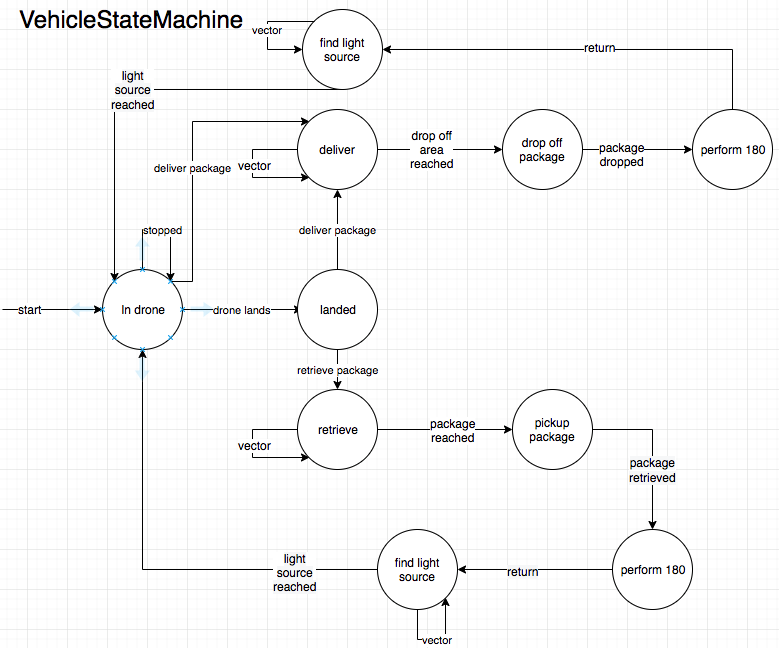 VehicleStateMachine
vector
find light
source
return
light
source
reached
deliver
drop off
area
reached
drop off
package
package
dropped
perform 180
deliver package
vector
stopped
deliver package
start
In drone
drone lands
landed
retrieve package
retrieve
vector
package
reached
pickup
package
package
retrieved
light
source
reached
find light
source
return
perform 180
vector